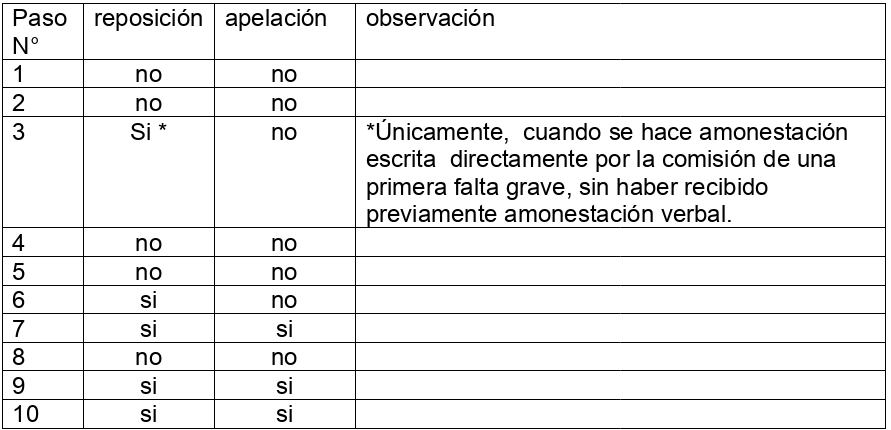 Paso reposición apelación observación
N°
1 no no
2 no no
3 Si * no *Únicamente, cuando se hace amonestación
escrita directamente por la comisión de una
primera falta grave, sin haber recibido
previamente amonestación verbal.
4 no no
5 no no
6 si no
7 si si
8 no no
9 si si
10 si si